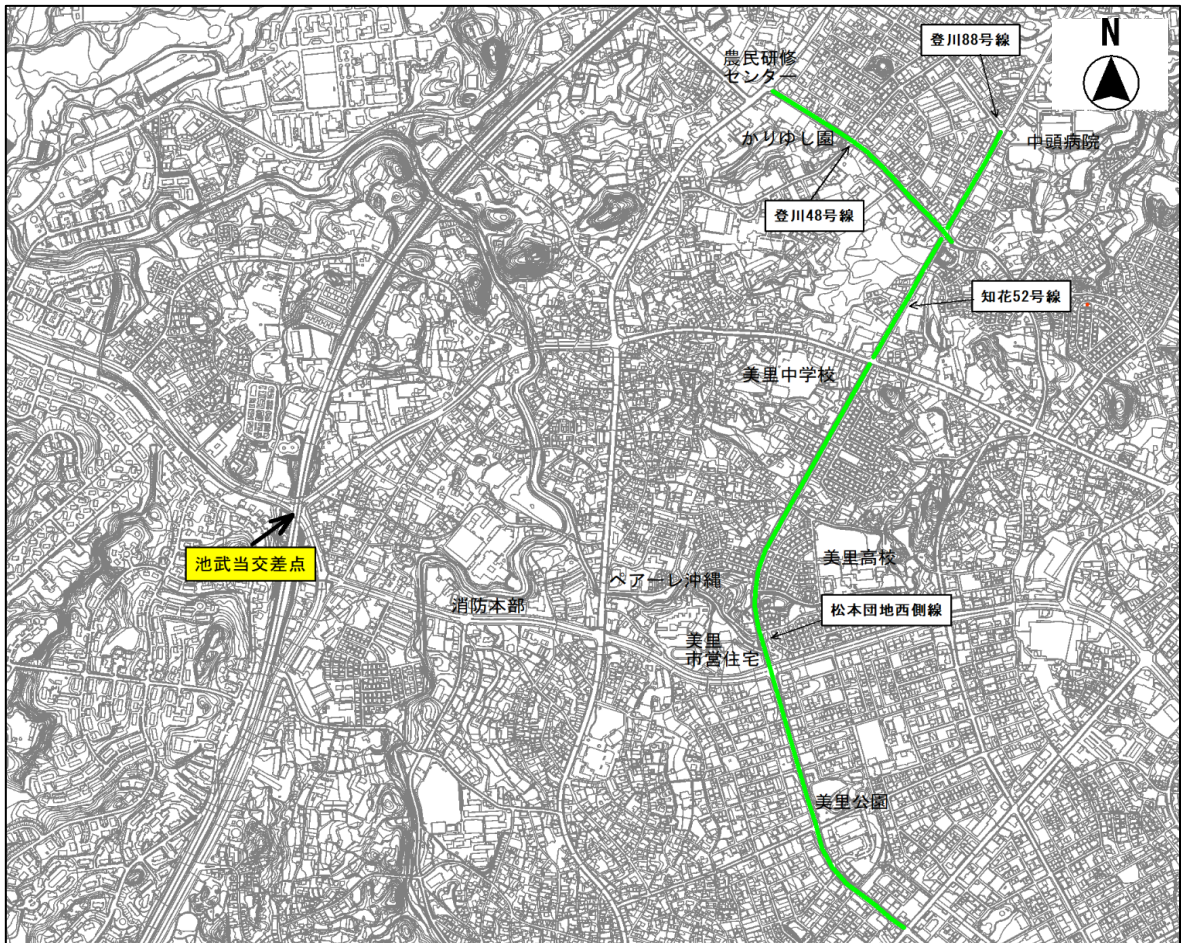 登川88号線
N
農民研修
センター
かりゆし園
中頭病院
登川48号線
知花52号線
美里中学校
池武当交差点
美里高校
ペアーレ沖縄
消防本部
松本団地西側線
美里
市営住宅
美里公園